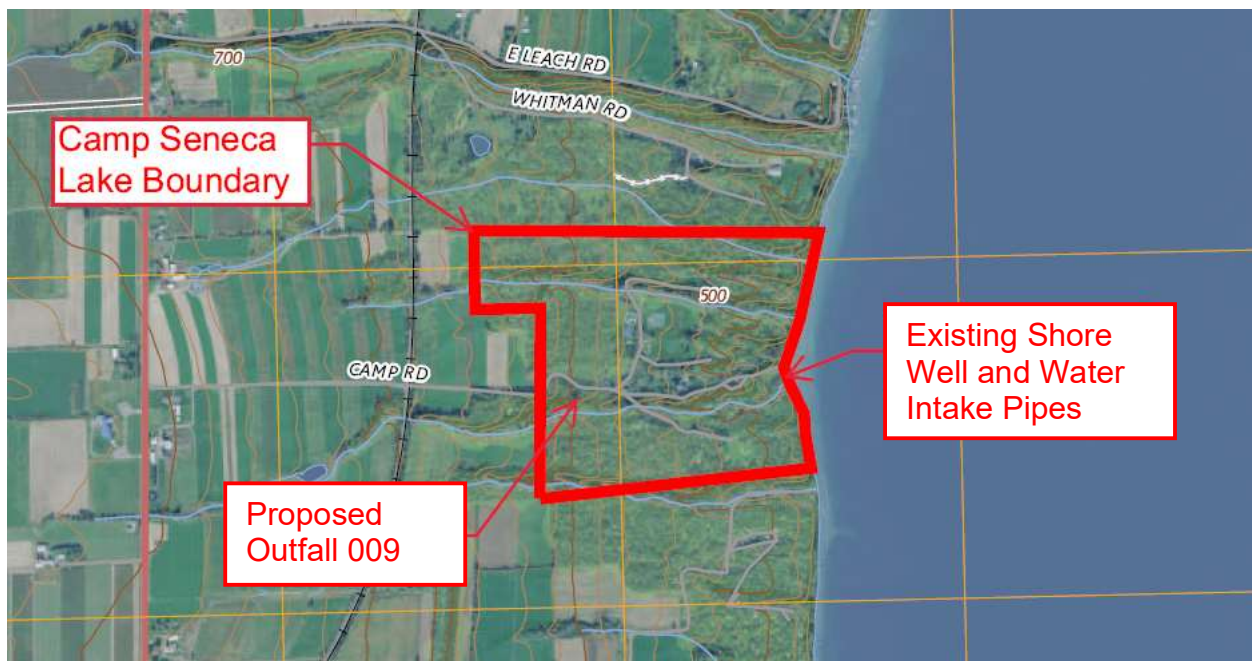 700
E LEACH RD
WHITMAN RD
Camp Seneca
Lake Boundary
500
Existing Shore
Well and Water
Intake Pipes
CAMP RD
Proposed
Outfall 009